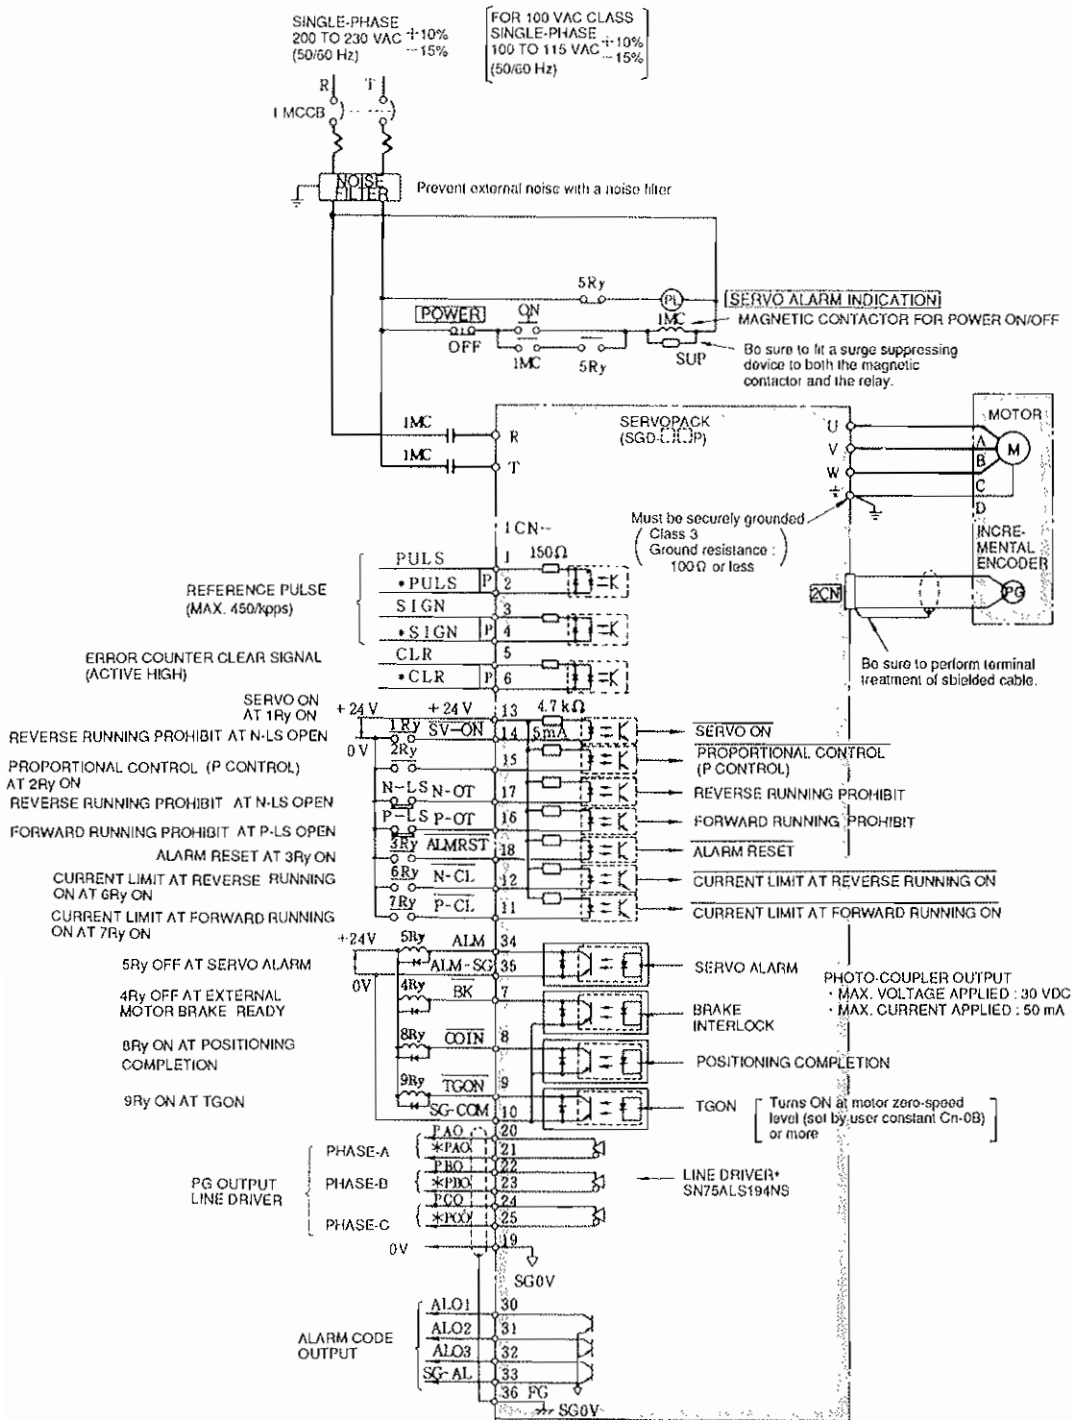 SINGLE-PHASE
200 TO 230 VAC +10%
−15%
(50/60 Hz)
FOR 100 VAC CLASS
SINGLE-PHASE
100 TO 115 VAC +10%
−15%
(50/60 Hz)
R
T
1 MCCB
NOISE
FILTER
Prevent external noise with a noise filter
5Ry
PL
SERVO ALARM INDICATION
POWER
ON
1MC
MAGNETIC CONTACTOR FOR POWER ON/OFF
OFF
1MC
5Ry
SUP
Be sure to fit a surge suppressing
device to both the magnetic
contactor and the relay.
1MC
R
1MC
T
SERVOPACK
(SGD-□□P)
U
V
W
MOTOR
A
B
C
D
M
INCRE-
MENTAL
ENCODER
PG
Must be securely grounded
Class 3
Ground resistance :
100Ω or less
2CN
Be sure to perform terminal
treatment of sbielded cable.
1CN
REFERENCE PULSE
(MAX. 450/kpps)
PULS 1 150Ω
*PULS P 2
SIGN 3
*SIGN P 4
ERROR COUNTER CLEAR SIGNAL
(ACTIVE HIGH)
CLR 5
*CLR P 6
SERVO ON
AT 1Ry ON
+24V +24V 13 4.7kΩ
REVERSE RUNNING PROHIBIT AT N-LS OPEN
0V 1Ry SV-ON 14 5mA
SERVO ON
PROPORTIONAL CONTROL (P CONTROL)
AT 2Ry ON
2Ry 15
PROPORTIONAL CONTROL
(P CONTROL)
REVERSE RUNNING PROHIBIT AT N-LS OPEN
N-LS N-OT 17
REVERSE RUNNING PROHIBIT
FORWARD RUNNING PROHIBIT AT P-LS OPEN
P-LS P-OT 16
FORWARD RUNNING PROHIBIT
ALARM RESET AT 3Ry ON
3Ry ALMRST 18
ALARM RESET
CURRENT LIMIT AT REVERSE RUNNING
ON AT 6Ry ON
6Ry N-CL 12
CURRENT LIMIT AT REVERSE RUNNING ON
CURRENT LIMIT AT FORWARD RUNNING
ON AT 7Ry ON
7Ry P-CL 11
CURRENT LIMIT AT FORWARD RUNNING ON
5Ry OFF AT SERVO ALARM
+24V 5Ry ALM 34
0V ALM-SG 35
SERVO ALARM
4Ry OFF AT EXTERNAL
MOTOR BRAKE READY
4Ry BK 7
BRAKE
INTERLOCK
8Ry ON AT POSITIONING
COMPLETION
8Ry COIN 8
POSITIONING COMPLETION
9Ry ON AT TGON
9Ry TGON 9
SG-COM 10
TGON
Turns ON at motor zero-speed
level (sol by user constant Cn-0B)
or more
PHOTO-COUPLER OUTPUT
• MAX. VOLTAGE APPLIED : 30 VDC
• MAX. CURRENT APPLIED : 50 mA
PG OUTPUT
LINE DRIVER
PHASE-A
PAO 20
*PAO 21
PHASE-B
PBO 22
*PBO 23
PHASE-C
PCO 24
*PCO 25
LINE DRIVER*
SN75ALS194NS
0V 19
SG0V
ALARM CODE
OUTPUT
ALO1 30
ALO2 31
ALO3 32
SG-AL 33
36 FG
SG0V